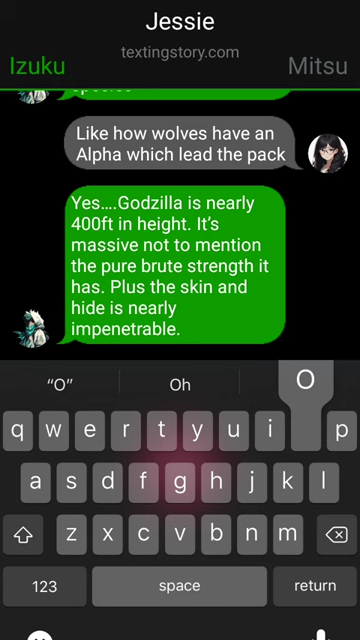 Jessie
textingstory.com
Izuku
Mitsu
Like how wolves have an
Alpha which lead the pack
Yes….Godzilla is nearly
400ft in height. It’s
massive not to mention
the pure brute strength it
has. Plus the skin and
hide is nearly
impenetrable.
“O”
Oh
O
q w e r t y u i p
a s d f g h j k l
z x c v b n m
123 space return